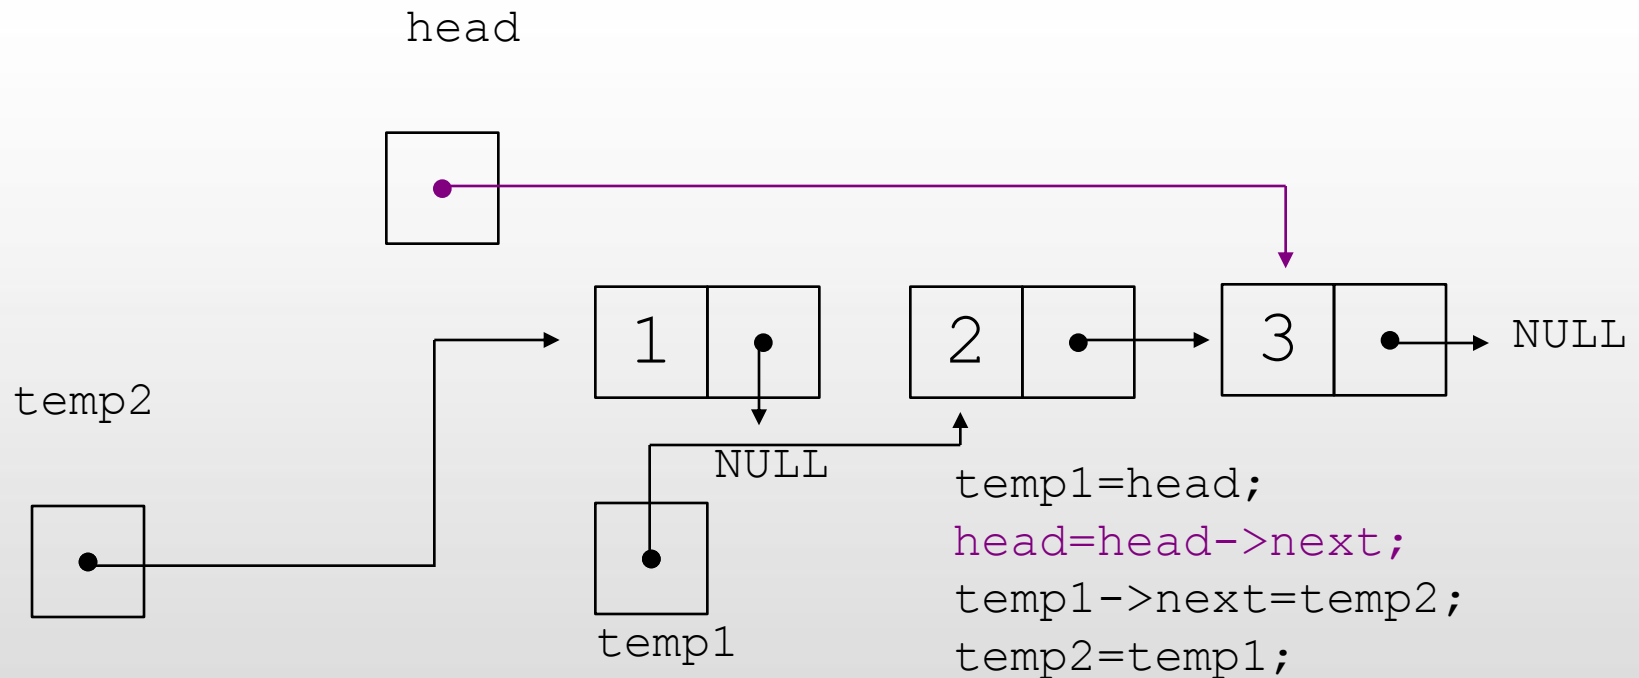 head
1
2
3
NULL
temp2
NULL
temp1=head;
head=head->next;
temp1->next=temp2;
temp1
temp2=temp1;